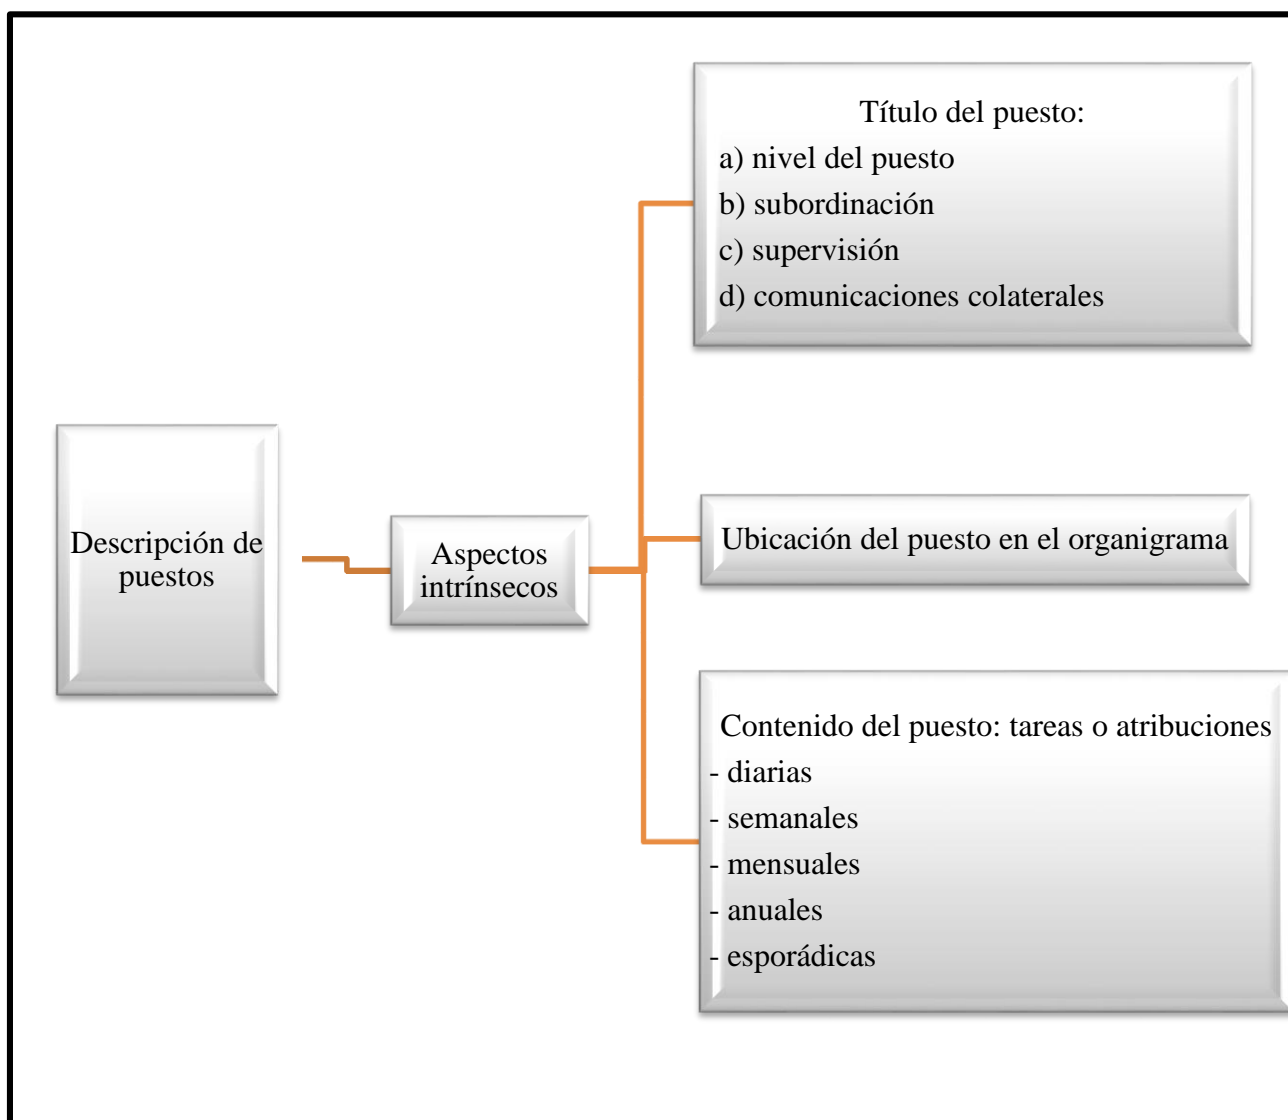 Descripción de
puestos
Aspectos
intrínsecos
Título del puesto:
a) nivel del puesto
b) subordinación
c) supervisión
d) comunicaciones colaterales
Ubicación del puesto en el organigrama
Contenido del puesto: tareas o atribuciones
- diarias
- semanales
- mensuales
- anuales
- esporádicas